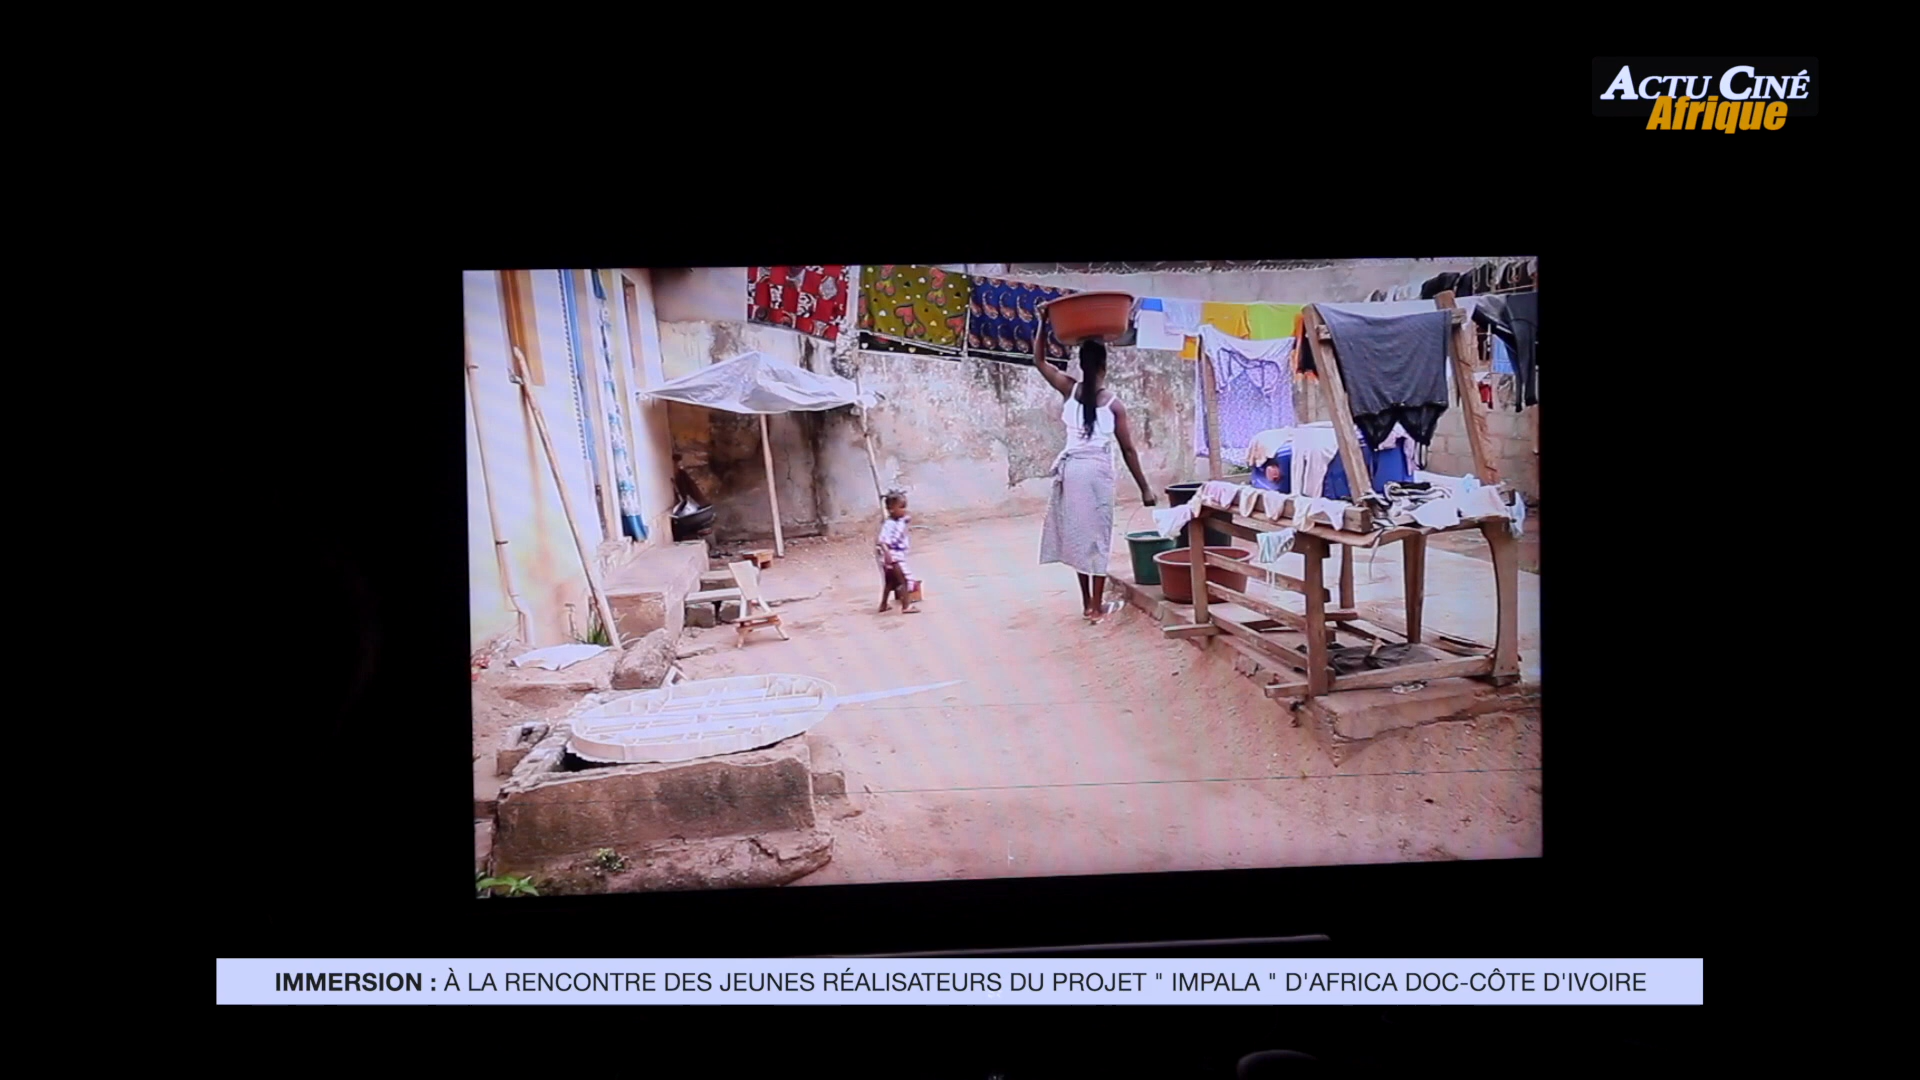 ACTU CINÉ
Afrique
IMMERSION : À LA RENCONTRE DES JEUNES RÉALISATEURS DU PROJET " IMPALA " D'AFRICA DOC-CÔTE D'IVOIRE